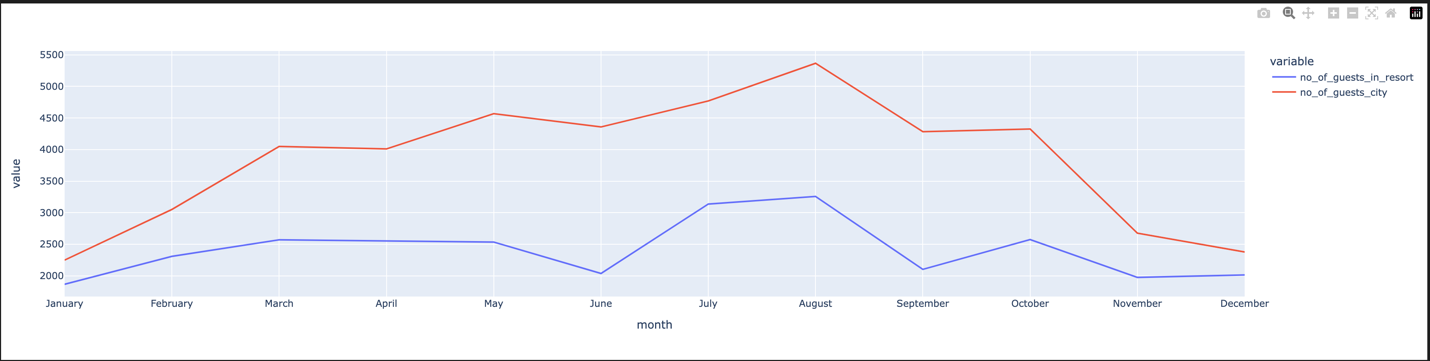 5500
5000
4500
4000
3500
3000
2500
2000
value
January February March April May June July August September October November December
month
variable
no_of_guests_in_resort
no_of_guests_city